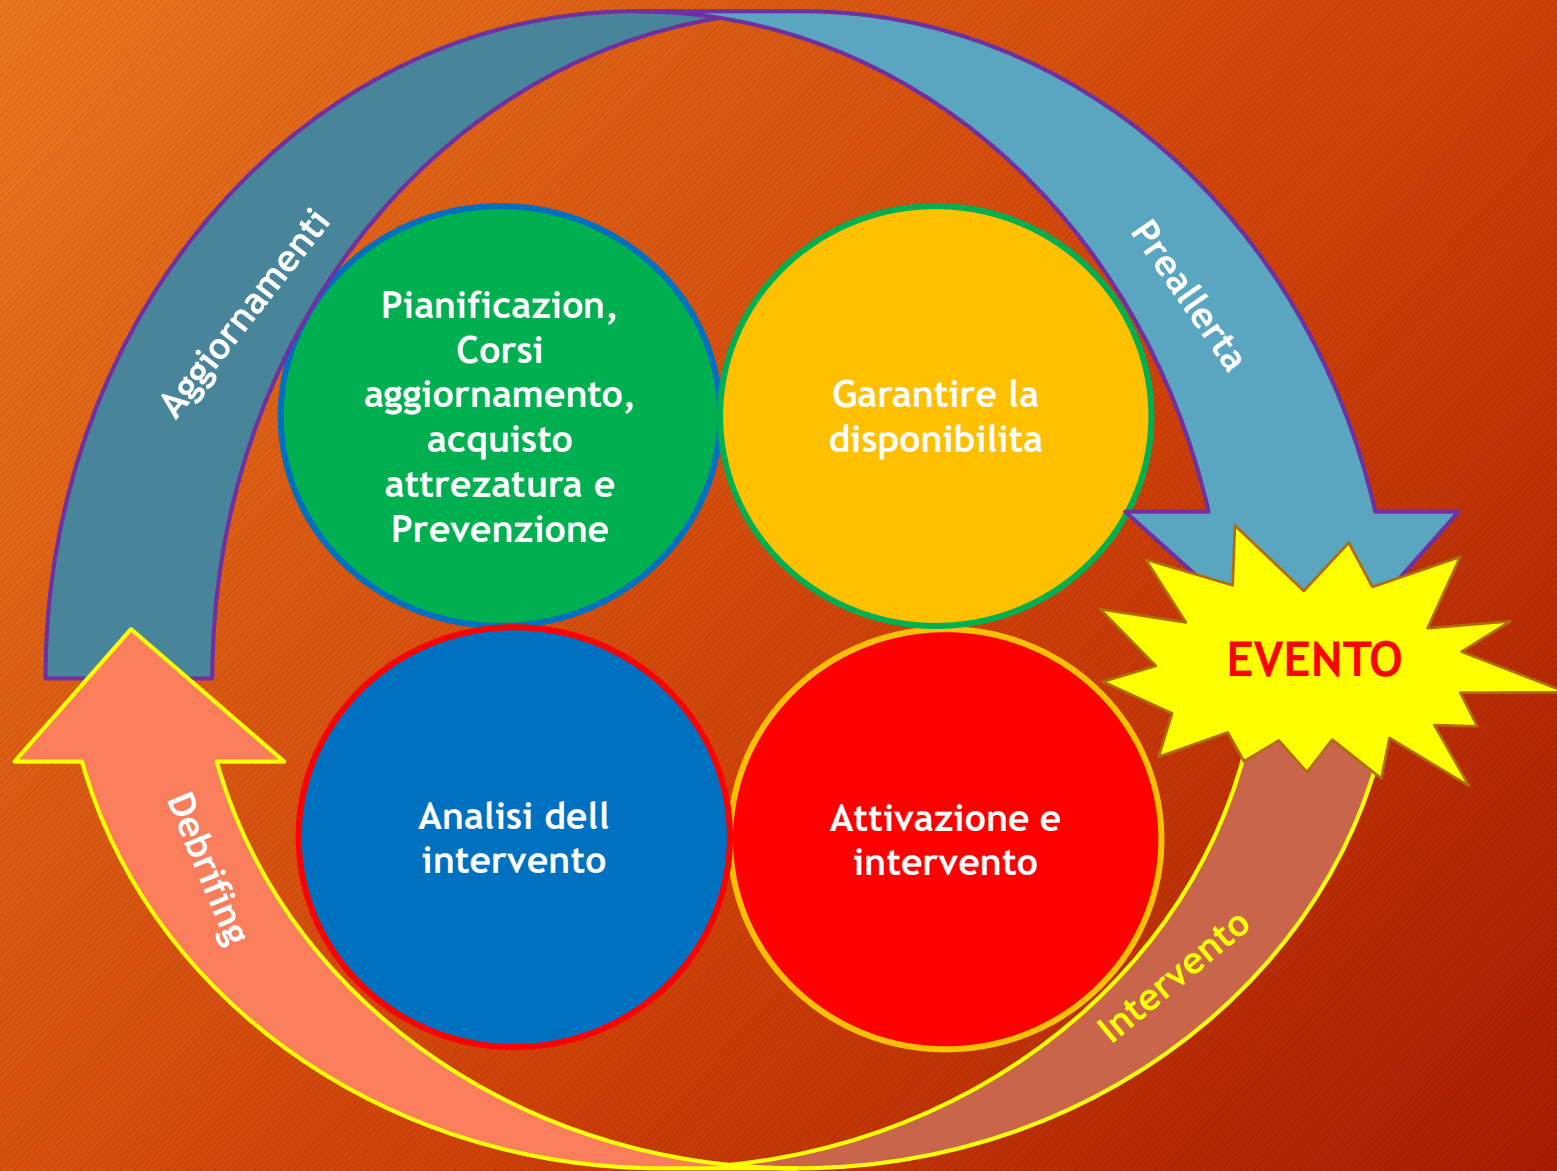 Aggiornamenti
Preallerta
Pianificazion,
Corsi
aggiornamento,
acquisto
attrezatura e
Prevenzione
Garantire la
disponibilita
EVENTO
Analisi dell
intervento
Attivazione e
intervento
Debrifing
Intervento